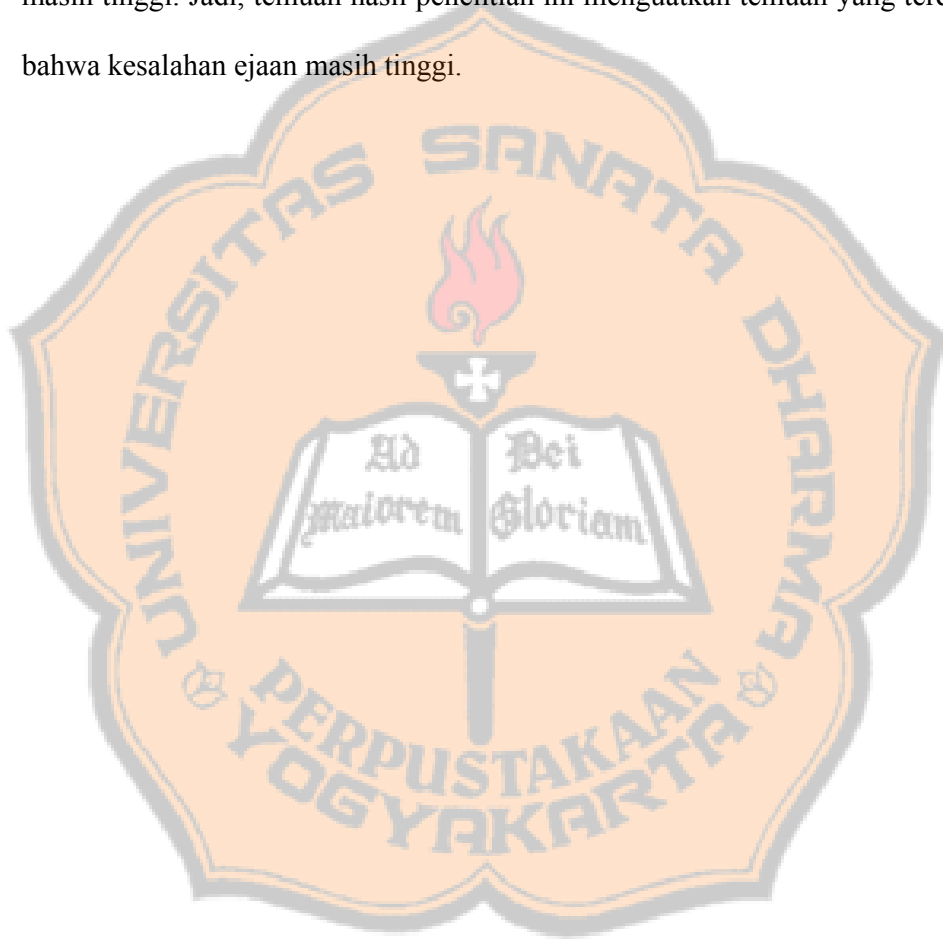 masih tinggi. Jadi, temuan hasil penelitian ini menguatkan temuan yang
bahwa kesalahan ejaan masih tinggi.
UNIVERSITAS SANATA DHARMA
Ad Dei
maiorem Gloriam
PERPUSTAKAAN
YOGYAKARTA